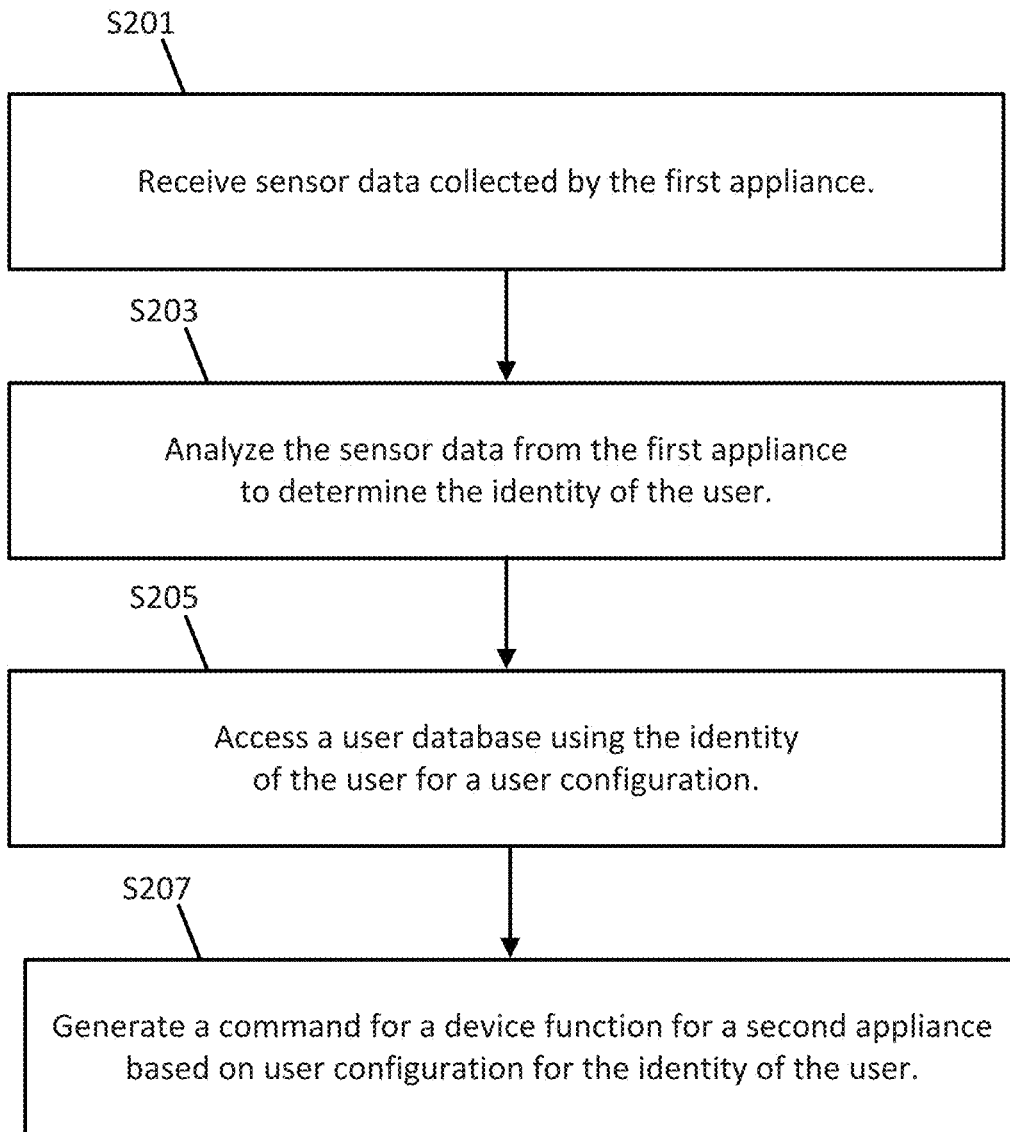 S201
Receive sensor data collected by the first appliance.
S203
Analyze the sensor data from the first appliance
to determine the identity of the user.
S205
Access a user database using the identity
of the user for a user configuration.
S207
Generate a command for a device function for a second appliance
based on user configuration for the identity of the user.